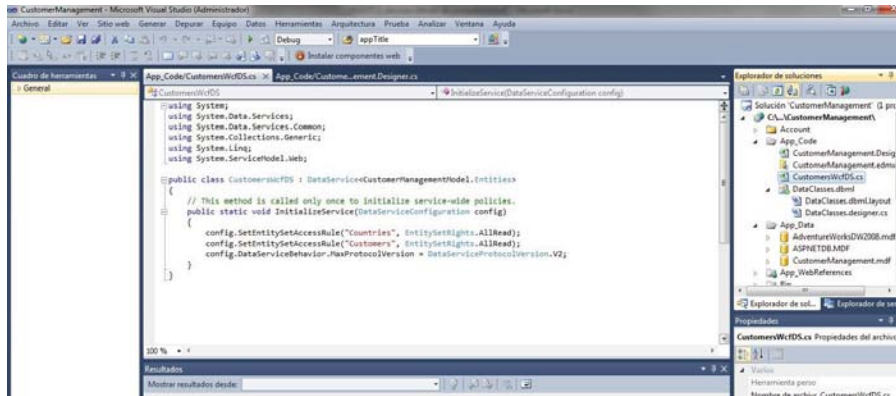 CustomerManagement - Microsoft Visual Studio (Administrador)
Archivo Editar Ver Sitio web Generar Depurar Equipo Datos Herramientas Arquitectura Prueba Analizar Ventana Ayuda
Debug appTitle
Instalar componentes web
Cuadro de herramientas
General
App_Code/CustomersWcfDS.cs App_Code/Custome...ement.Designer.cs
CustomersWcfDS InitializeService(DataServiceConfiguration config)
using System;
using System.Data.Services;
using System.Data.Services.Common;
using System.Collections.Generic;
using System.Linq;
using System.ServiceModel.Web;
public class CustomersWcfDS : DataService<CustomerManagementModel.Entities>
{
// This method is called only once to initialize service-wide policies.
public static void InitializeService(DataServiceConfiguration config)
{
config.SetEntitySetAccessRule("Countries", EntitySetRights.AllRead);
config.SetEntitySetAccessRule("Customers", EntitySetRights.AllRead);
config.DataServiceBehavior.MaxProtocolVersion = DataServiceProtocolVersion.V2;
}
}
100 %
Resultados
Mostrar resultados desde:
Explorador de soluciones
Solución 'CustomerManagement' (1 pro
C:\...\CustomerManagement\
Account
App_Code
CustomerManagement.Desig
CustomerManagement.edmx
CustomersWcfDS.cs
DataClasses.dbml
DataClasses.dbml.layout
DataClasses.designer.cs
App_Data
AdventureWorksDW2008.mdf
ASPNETDB.MDF
CustomerManagement.mdf
App_WebReferences
Bin
Explorador de sol... Explorador de ser
Propiedades
CustomersWcfDS.cs Propiedades del archivo
Varios
Herramienta perso
Nombre de archivo CustomersWcfDS.cs